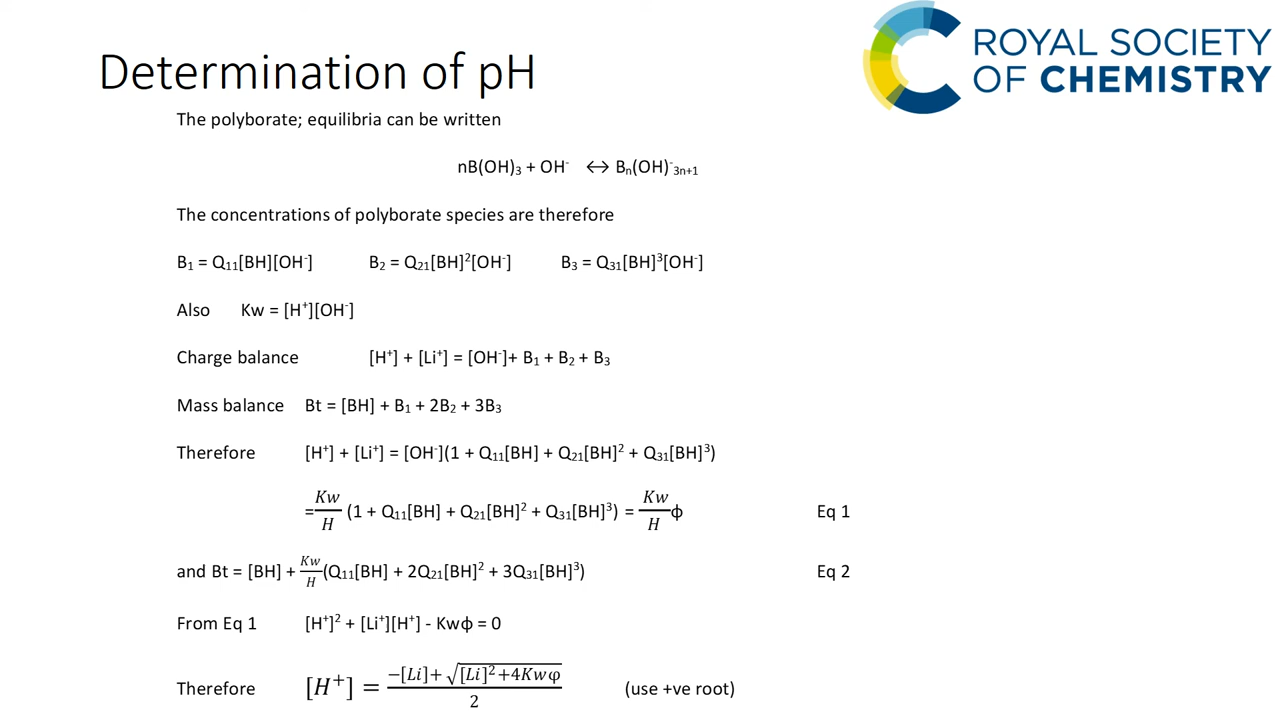 ROYAL SOCIETY
OF CHEMISTRY
Determination of pH
The polyborate; equilibria can be written
nB(OH)₃ + OH⁻ ↔ Bₙ(OH)⁻₃ₙ₊₁
The concentrations of polyborate species are therefore
B₁ = Q₁₁[BH][OH⁻] B₂ = Q₂₁[BH]²[OH⁻] B₃ = Q₃₁[BH]³[OH⁻]
Also Kw = [H⁺][OH⁻]
Charge balance [H⁺] + [Li⁺] = [OH⁻]+ B₁ + B₂ + B₃
Mass balance Bt = [BH] + B₁ + 2B₂ + 3B₃
Therefore [H⁺] + [Li⁺] = [OH⁻](1 + Q₁₁[BH] + Q₂₁[BH]² + Q₃₁[BH]³)
=Kw/H (1 + Q₁₁[BH] + Q₂₁[BH]² + Q₃₁[BH]³) = Kw/H ϕ Eq 1
and Bt = [BH] + Kw/H(Q₁₁[BH] + 2Q₂₁[BH]² + 3Q₃₁[BH]³) Eq 2
From Eq 1 [H⁺]² + [Li⁺][H⁺] - Kwϕ = 0
Therefore [H⁺] = −[Li]+ √[Li]²+4Kwφ / 2 (use +ve root)